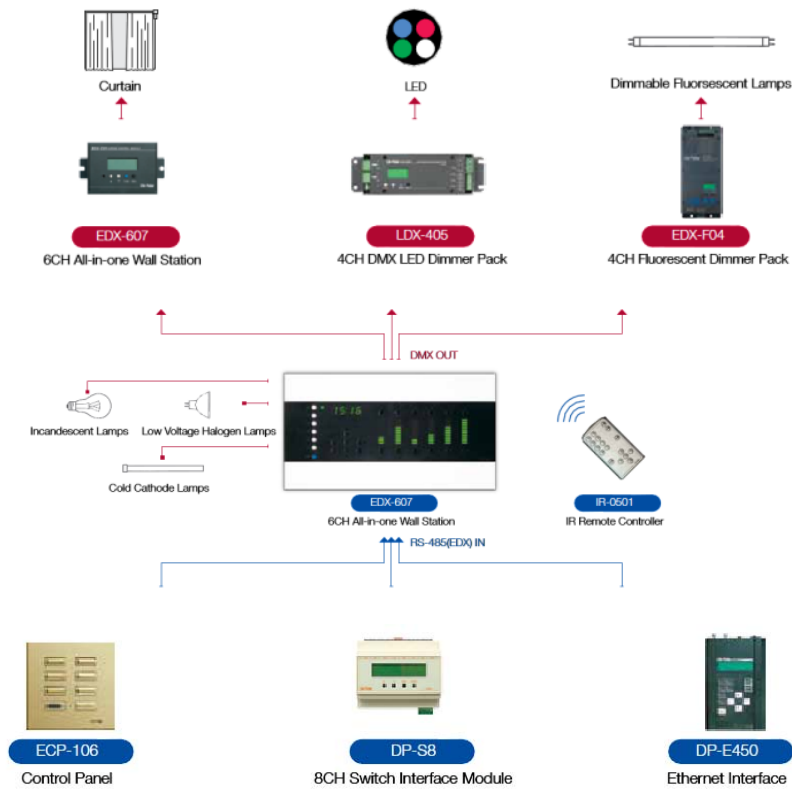 Curtain
LED
Dimmable Fluorsescent Lamps
EDX-607
LDX-405
EDX-F04
6CH All-in-one Wall Station
4CH DMX LED Dimmer Pack
4CH Fluorescent Dimmer Pack
DMX OUT
15:16
Incandescent Lamps
Low Voltage Halogen Lamps
Cold Cathode Lamps
EDX-607
IR-0501
6CH All-in-one Wall Station
IR Remote Controller
RS-485(EDX) IN
ECP-106
DP-S8
DP-E450
Control Panel
8CH Switch Interface Module
Ethernet Interface